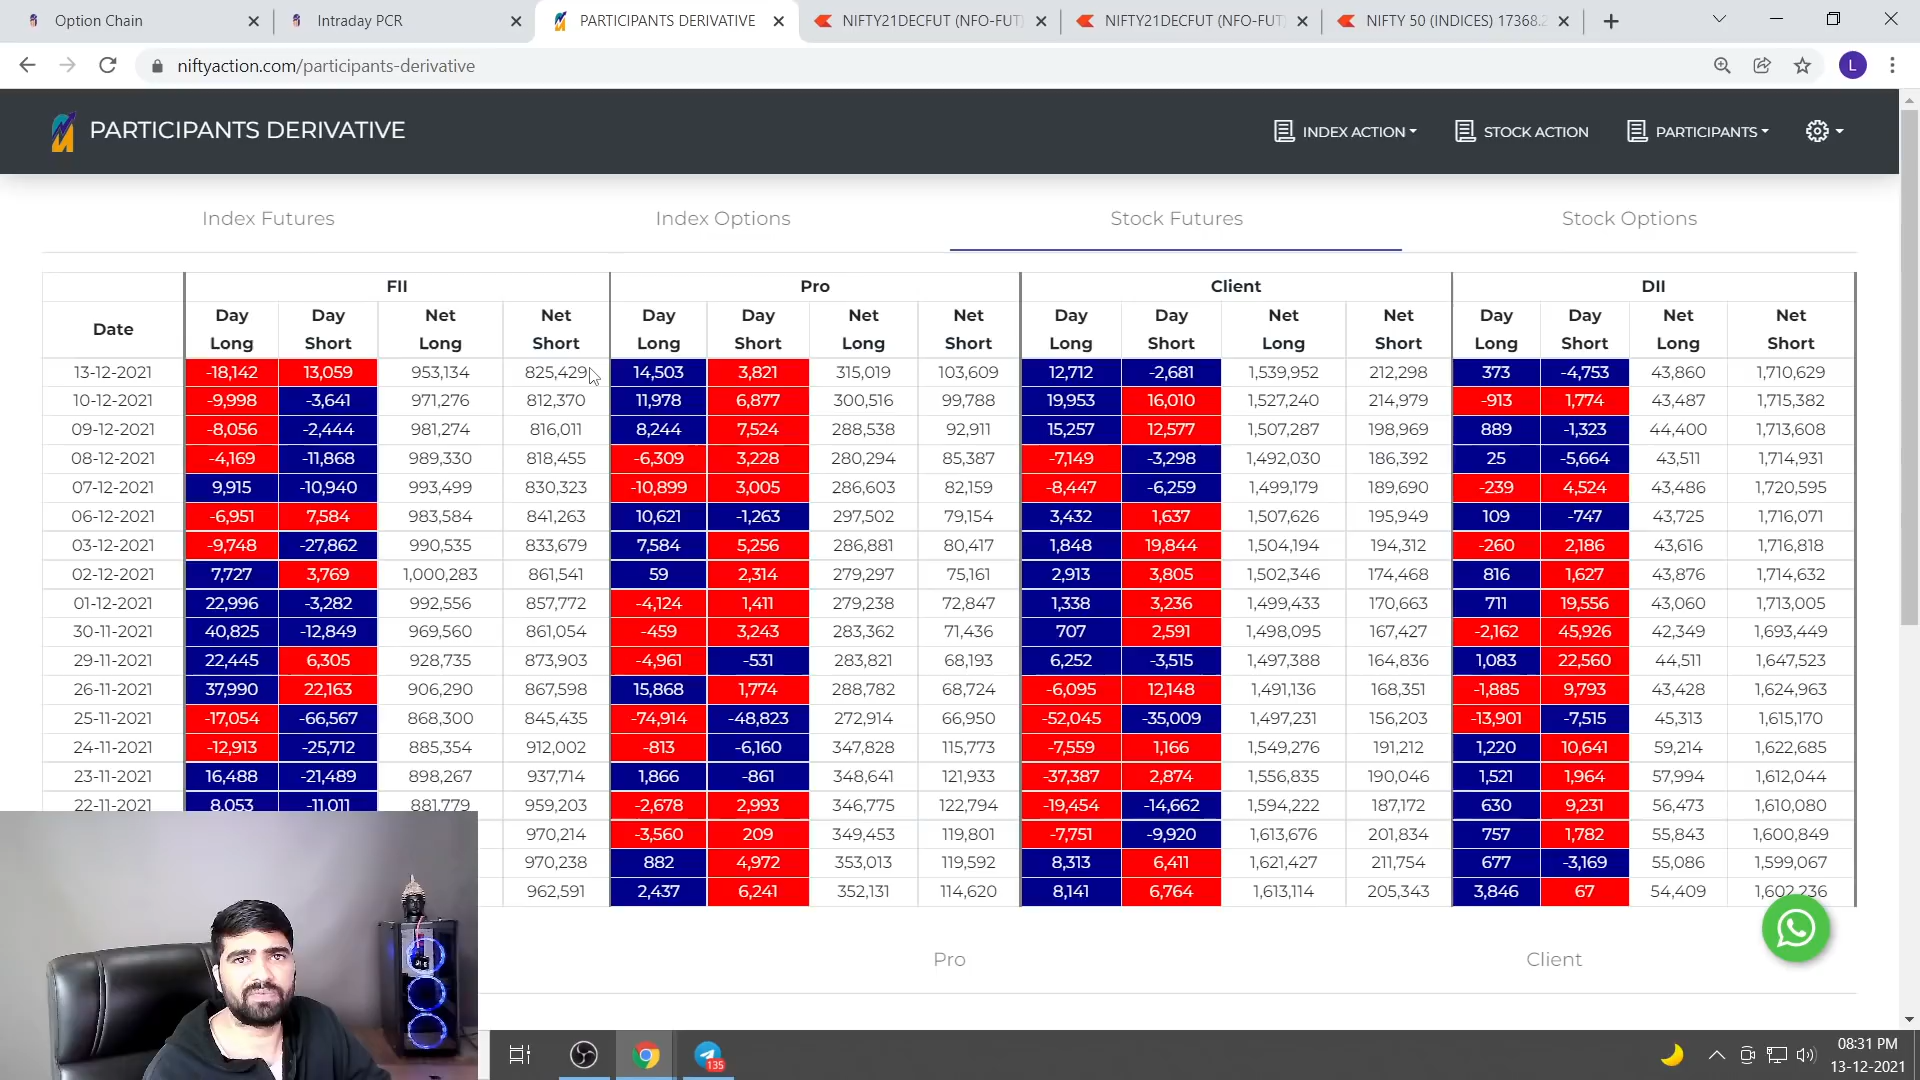 Option Chain
Intraday PCR
PARTICIPANTS DERIVATIVE
NIFTY21DECFUT (NFO-FUT)
NIFTY21DECFUT (NFO-FUT)
NIFTY 50 (INDICES) 17368.2
niftyaction.com/participants-derivative
L
PARTICIPANTS DERIVATIVE
INDEX ACTION
STOCK ACTION
PARTICIPANTS
Index Futures Index Options Stock Futures Stock Options
FII Pro Client DII
Date Day Long Day Short Net Long Net Short Day Long Day Short Net Long Net Short Day Long Day Short Net Long Net Short Day Long Day Short Net Long Net Short
13-12-2021 -18,142 13,059 953,134 825,429 14,503 3,821 315,019 103,609 12,712 -2,681 1,539,952 212,298 373 -4,753 43,860 1,710,629
10-12-2021 -9,998 -3,641 971,276 812,370 11,978 6,877 300,516 99,788 19,953 16,010 1,527,240 214,979 -913 1,774 43,487 1,715,382
09-12-2021 -8,056 -2,444 981,274 816,011 8,244 7,524 288,538 92,911 15,257 12,577 1,507,287 198,969 889 -1,323 44,400 1,713,608
08-12-2021 -4,169 -11,868 989,330 818,455 -6,309 3,228 280,294 85,387 -7,149 -3,298 1,492,030 186,392 25 -5,664 43,511 1,714,931
07-12-2021 9,915 -10,940 993,499 830,323 -10,899 3,005 286,603 82,159 -8,447 -6,259 1,499,179 189,690 -239 4,524 43,486 1,720,595
06-12-2021 -6,951 7,584 983,584 841,263 10,621 -1,263 297,502 79,154 3,432 1,637 1,507,626 195,949 109 -747 43,725 1,716,071
03-12-2021 -9,748 -27,862 990,535 833,679 7,584 5,256 286,881 80,417 1,848 19,844 1,504,194 194,312 -260 2,186 43,616 1,716,818
02-12-2021 7,727 3,769 1,000,283 861,541 59 2,314 279,297 75,161 2,913 3,805 1,502,346 174,468 816 1,627 43,876 1,714,632
01-12-2021 22,996 -3,282 992,556 857,772 -4,124 1,411 279,238 72,847 1,338 3,236 1,499,433 170,663 711 19,556 43,060 1,713,005
30-11-2021 40,825 -12,849 969,560 861,054 -459 3,243 283,362 71,436 707 2,591 1,498,095 167,427 -2,162 45,926 42,349 1,693,449
29-11-2021 22,445 6,305 928,735 873,903 -4,961 -531 283,821 68,193 6,252 -3,515 1,497,388 164,836 1,083 22,560 44,511 1,647,523
26-11-2021 37,990 22,163 906,290 867,598 15,868 1,774 288,782 68,724 -6,095 12,148 1,491,136 168,351 -1,885 9,793 43,428 1,624,963
25-11-2021 -17,054 -66,567 868,300 845,435 -74,914 -48,823 272,914 66,950 -52,045 -35,009 1,497,231 156,203 -13,901 -7,515 45,313 1,615,170
24-11-2021 -12,913 -25,712 885,354 912,002 -813 -6,160 347,828 115,773 -7,559 1,166 1,549,276 191,212 1,220 10,641 59,214 1,622,685
23-11-2021 16,488 -21,489 898,267 937,714 1,866 -861 348,641 121,933 -37,387 2,874 1,556,835 190,046 1,521 1,964 57,994 1,612,044
22-11-2021 8,053 -11,011 881,779 959,203 -2,678 2,993 346,775 122,794 -19,454 -14,662 1,594,222 187,172 630 9,231 56,473 1,610,080
970,214 -3,560 209 349,453 119,801 -7,751 -9,920 1,613,676 201,834 757 1,782 55,843 1,600,849
970,238 882 4,972 353,013 119,592 8,313 6,411 1,621,427 211,754 677 -3,169 55,086 1,599,067
962,591 2,437 6,241 352,131 114,620 8,141 6,764 1,613,114 205,343 3,846 67 54,409 1,602,236
Pro Client
135
08:31 PM
13-12-2021